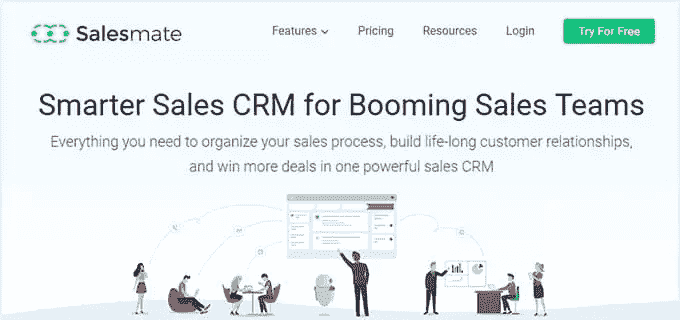 Salesmate
Features
Pricing
Resources
Login
Try For Free
Smarter Sales CRM for Booming Sales Teams
Everything you need to organize your sales process, build life-long customer relationships,
and win more deals in one powerful sales CRM